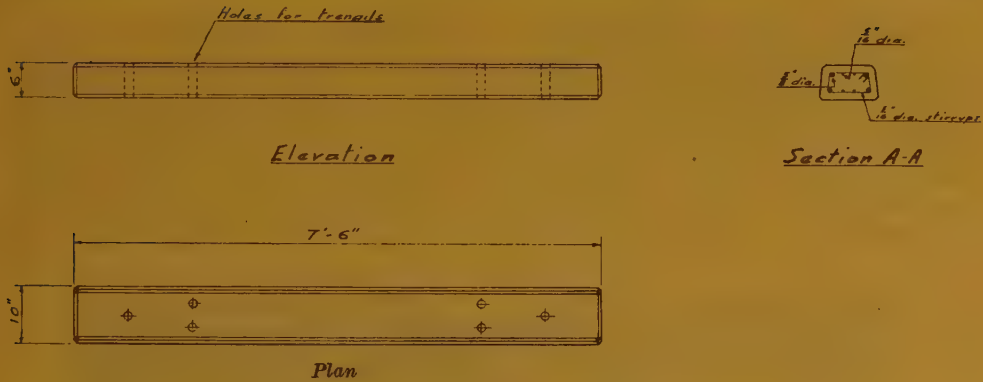 Holes for trenails
6"
Elevation
dia.
dia.
dia. stirrups
Section A-A
7'-6"
10"
Plan